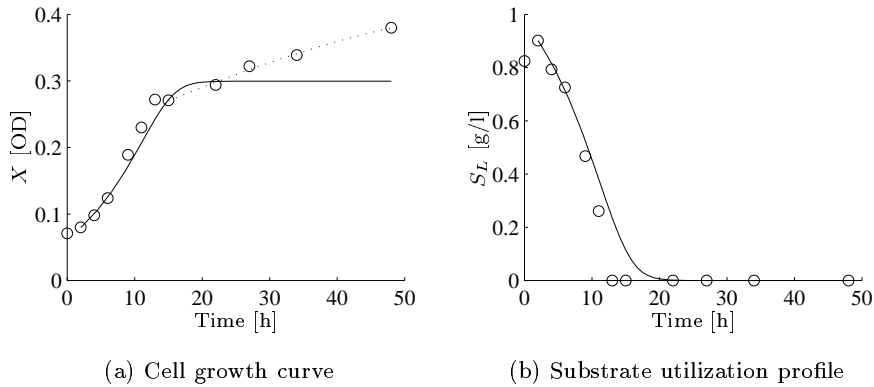 0.4
0.3
0.2
0.1
0
X [OD]
0 10 20 30 40 50
Time [h]
(a) Cell growth curve
1
0.8
0.6
0.4
0.2
0
S_L [g/l]
0 10 20 30 40 50
Time [h]
(b) Substrate utilization profile